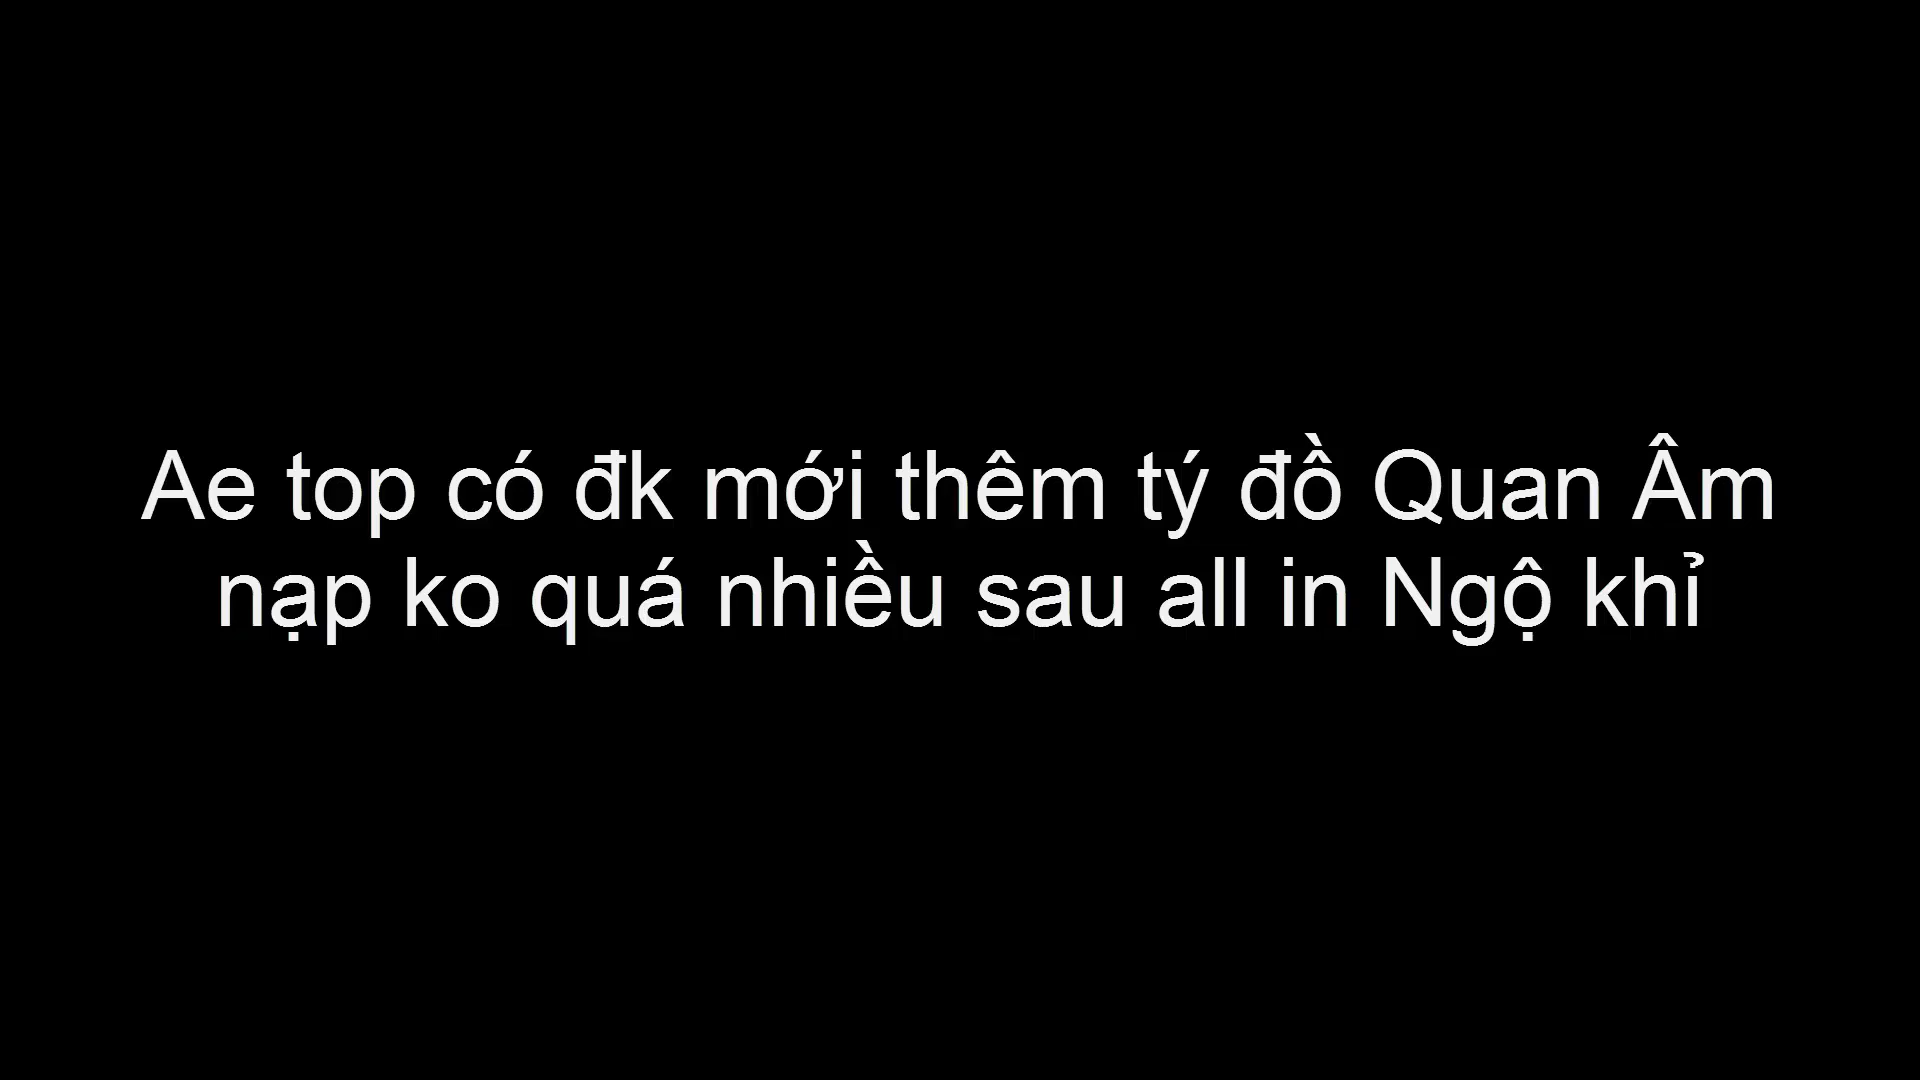 Ae top có đk mới thêm tý đồ Quan Âm
nạp ko quá nhiều sau all in Ngộ khỉ